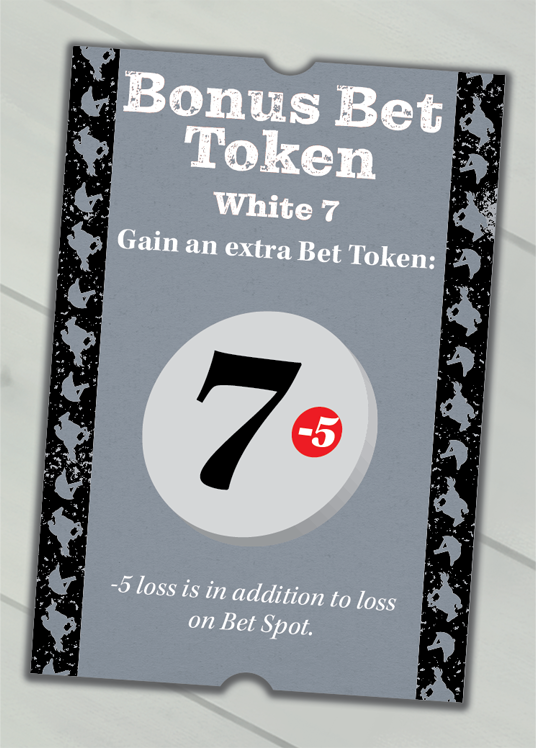 Bonus Bet
Token
White 7
Gain an extra Bet Token:
7 -5
-5 loss is in addition to loss
on Bet Spot.